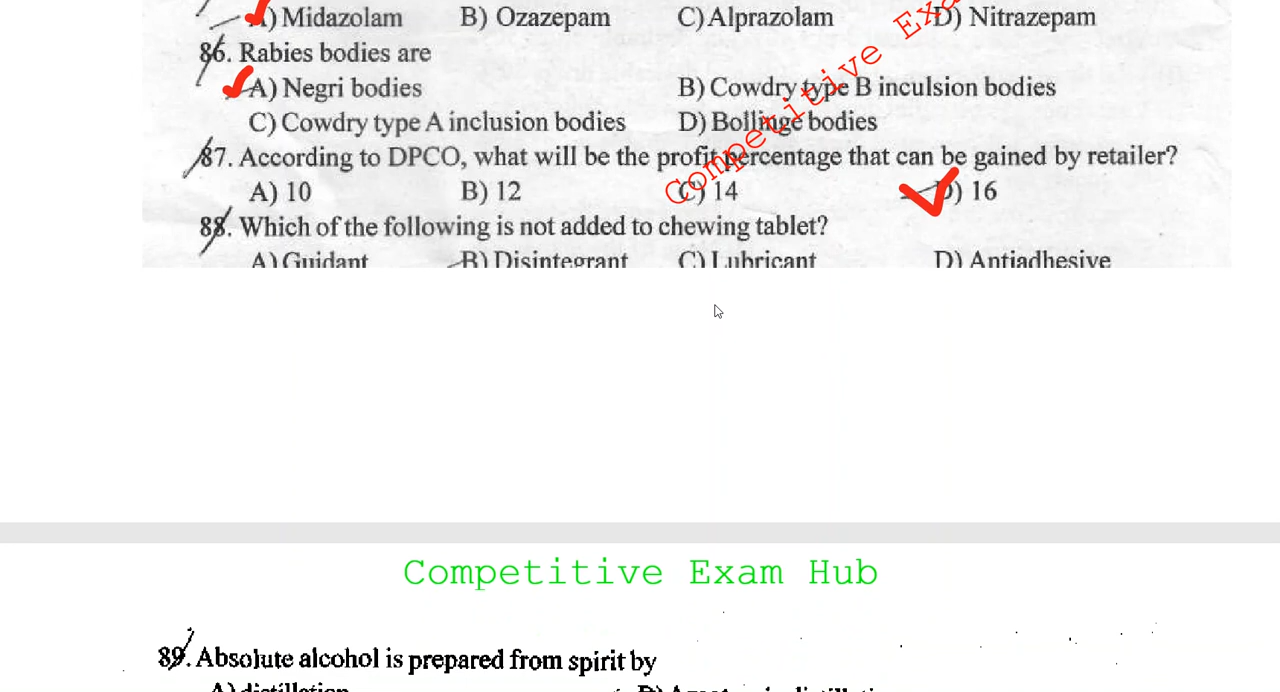 A) Midazolam B) Ozazepam C) Alprazolam D) Nitrazepam
86. Rabies bodies are
A) Negri bodies B) Cowdry type B inculsion bodies
C) Cowdry type A inclusion bodies D) Bollinge bodies
87. According to DPCO, what will be the profit percentage that can be gained by retailer?
A) 10 B) 12 C) 14 D) 16
88. Which of the following is not added to chewing tablet?
A) Guidant B) Disintegrant C) Lubricant D) Antiadhesive
Competitive
Competitive Exam Hub
89. Absolute alcohol is prepared from spirit by
A) distillation